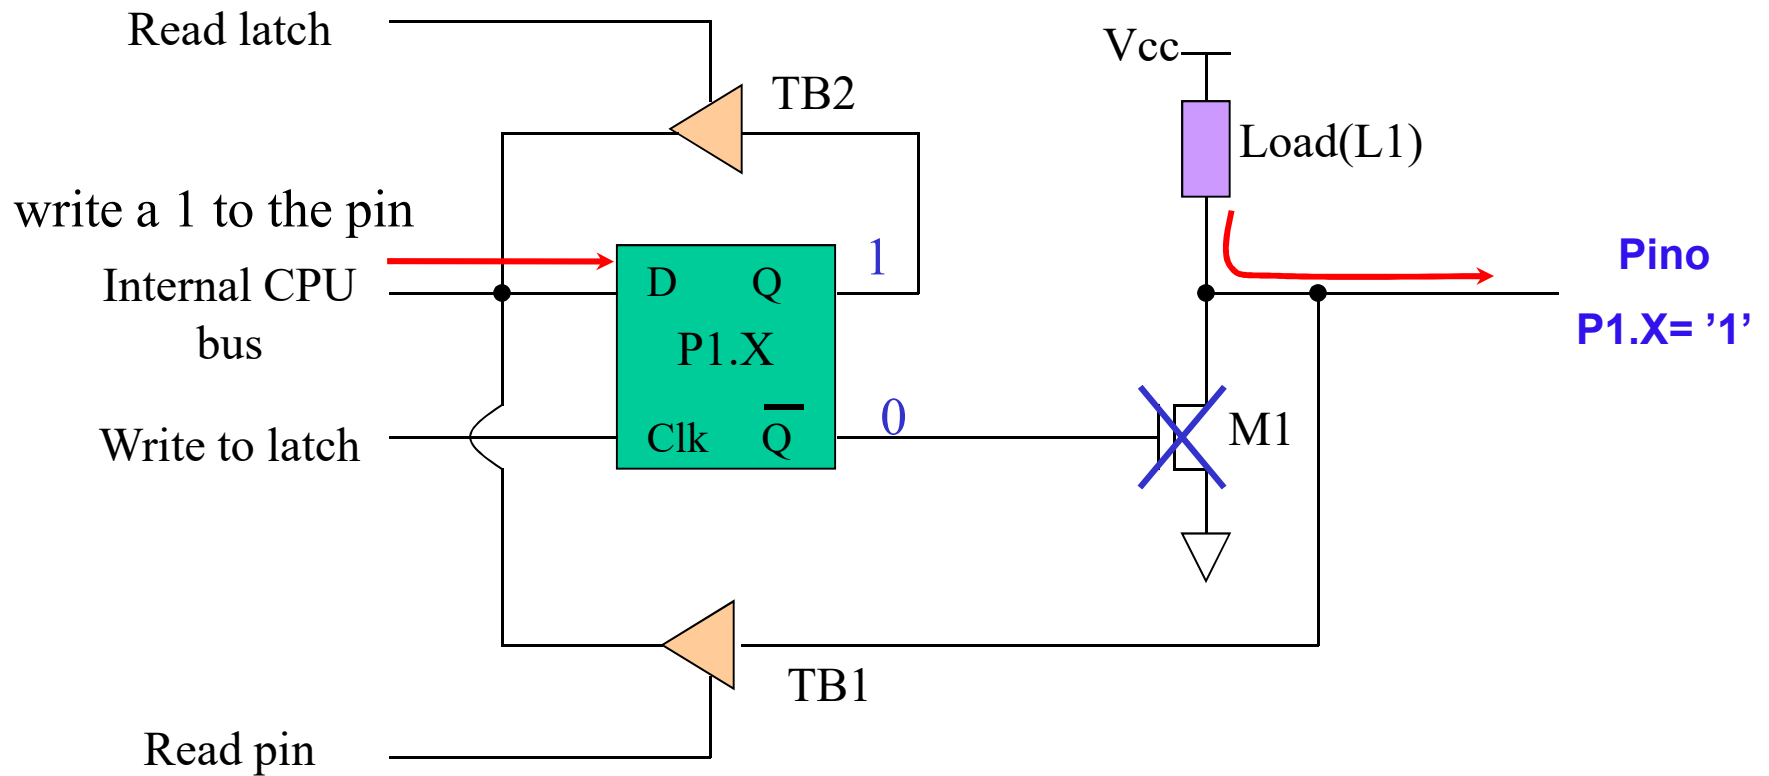 Read latch
Vcc
TB2
Load(L1)
write a 1 to the pin
Internal CPU
bus
D Q
1
P1.X
Pino
P1.X= ’1’
Write to latch
Clk Q
0
M1
TB1
Read pin